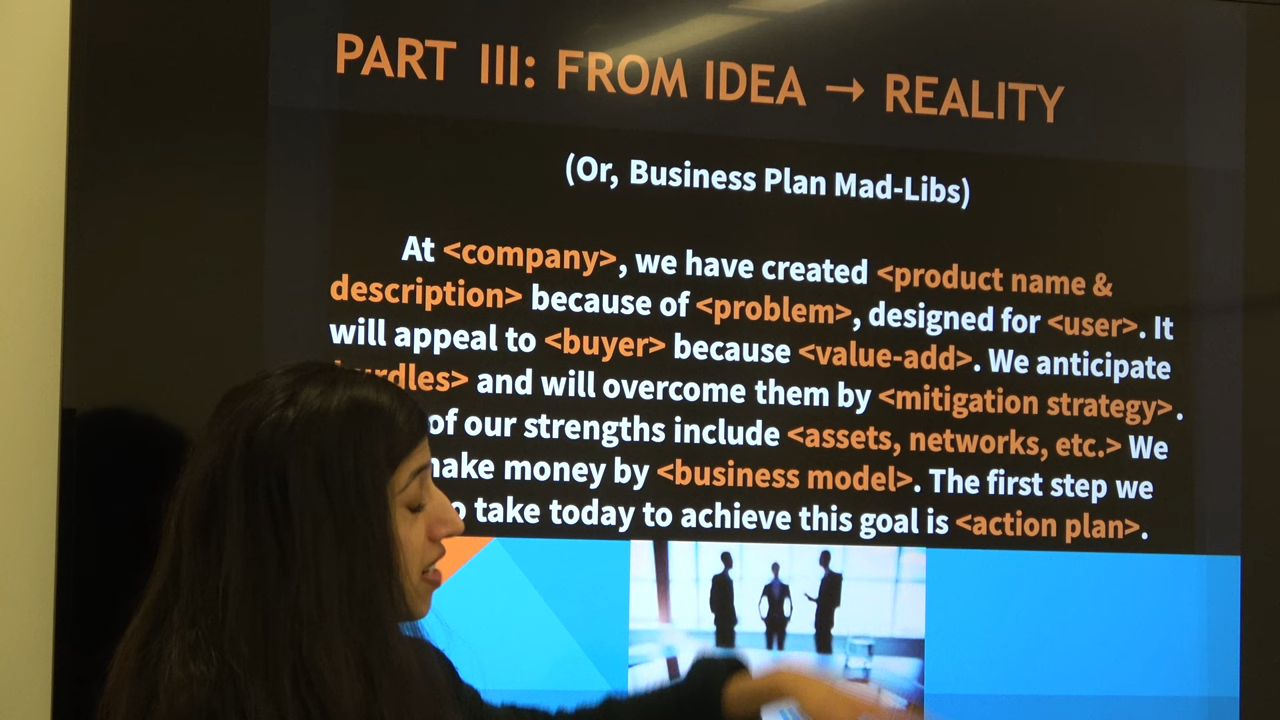 PART III: FROM IDEA → REALITY
(Or, Business Plan Mad-Libs)
At <company>, we have created <product name &
description> because of <problem>, designed for <user>. It
will appeal to <buyer> because <value-add>. We anticipate
and will overcome them by <mitigation strategy>.
of our strengths include <assets, networks, etc.> We
money by <business model>. The first step we
take today to achieve this goal is <action plan>.